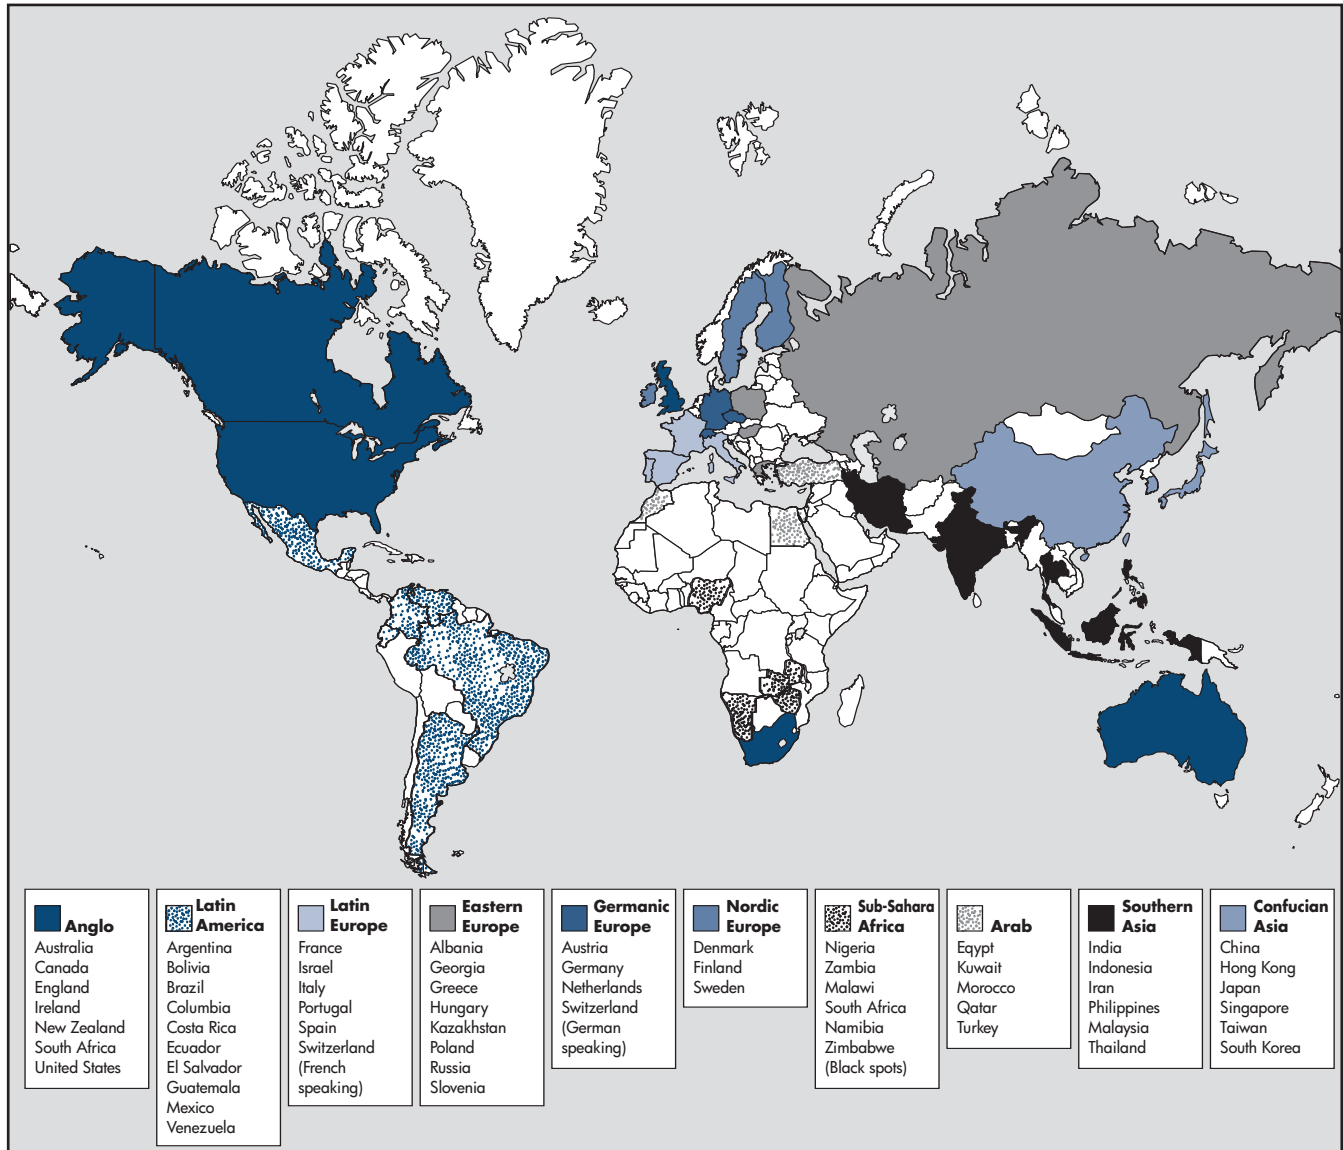 Anglo
Australia
Canada
England
Ireland
New Zealand
South Africa
United States
Latin
America
Argentina
Bolivia
Brazil
Columbia
Costa Rica
Ecuador
El Salvador
Guatemala
Mexico
Venezuela
Latin
Europe
France
Israel
Italy
Portugal
Spain
Switzerland
(French
speaking)
Eastern
Europe
Albania
Georgia
Greece
Hungary
Kazakhstan
Poland
Russia
Slovenia
Germanic
Europe
Austria
Germany
Netherlands
Switzerland
(German
speaking)
Nordic
Europe
Denmark
Finland
Sweden
Sub-Sahara
Africa
Nigeria
Zambia
Malawi
South Africa
Namibia
Zimbabwe
(Black spots)
Arab
Eqypt
Kuwait
Morocco
Qatar
Turkey
Southern
Asia
India
Indonesia
Iran
Philippines
Malaysia
Thailand
Confucian
Asia
China
Hong Kong
Japan
Singapore
Taiwan
South Korea